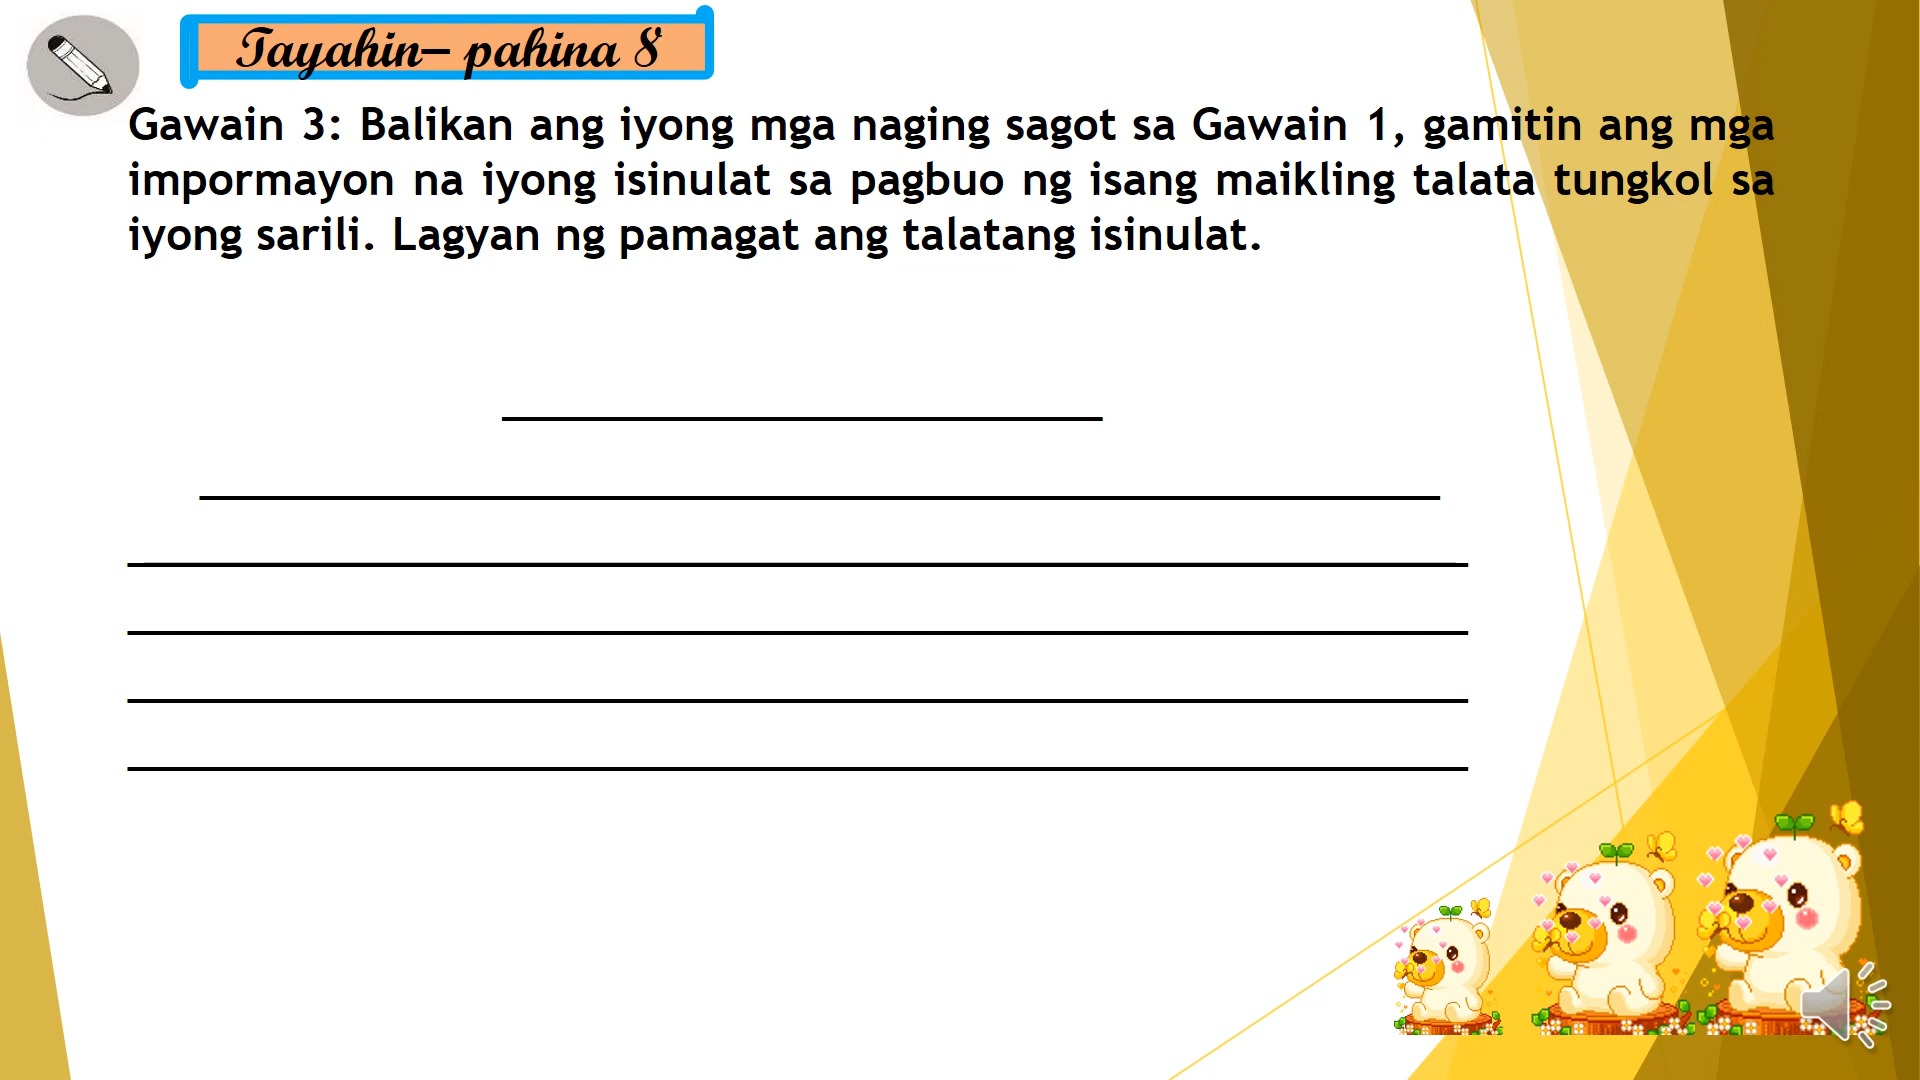 Tayahin– pahina 8
Gawain 3: Balikan ang iyong mga naging sagot sa Gawain 1, gamitin ang mga
impormayon na iyong isinulat sa pagbuo ng isang maikling talata tungkol sa
iyong sarili. Lagyan ng pamagat ang talatang isinulat.